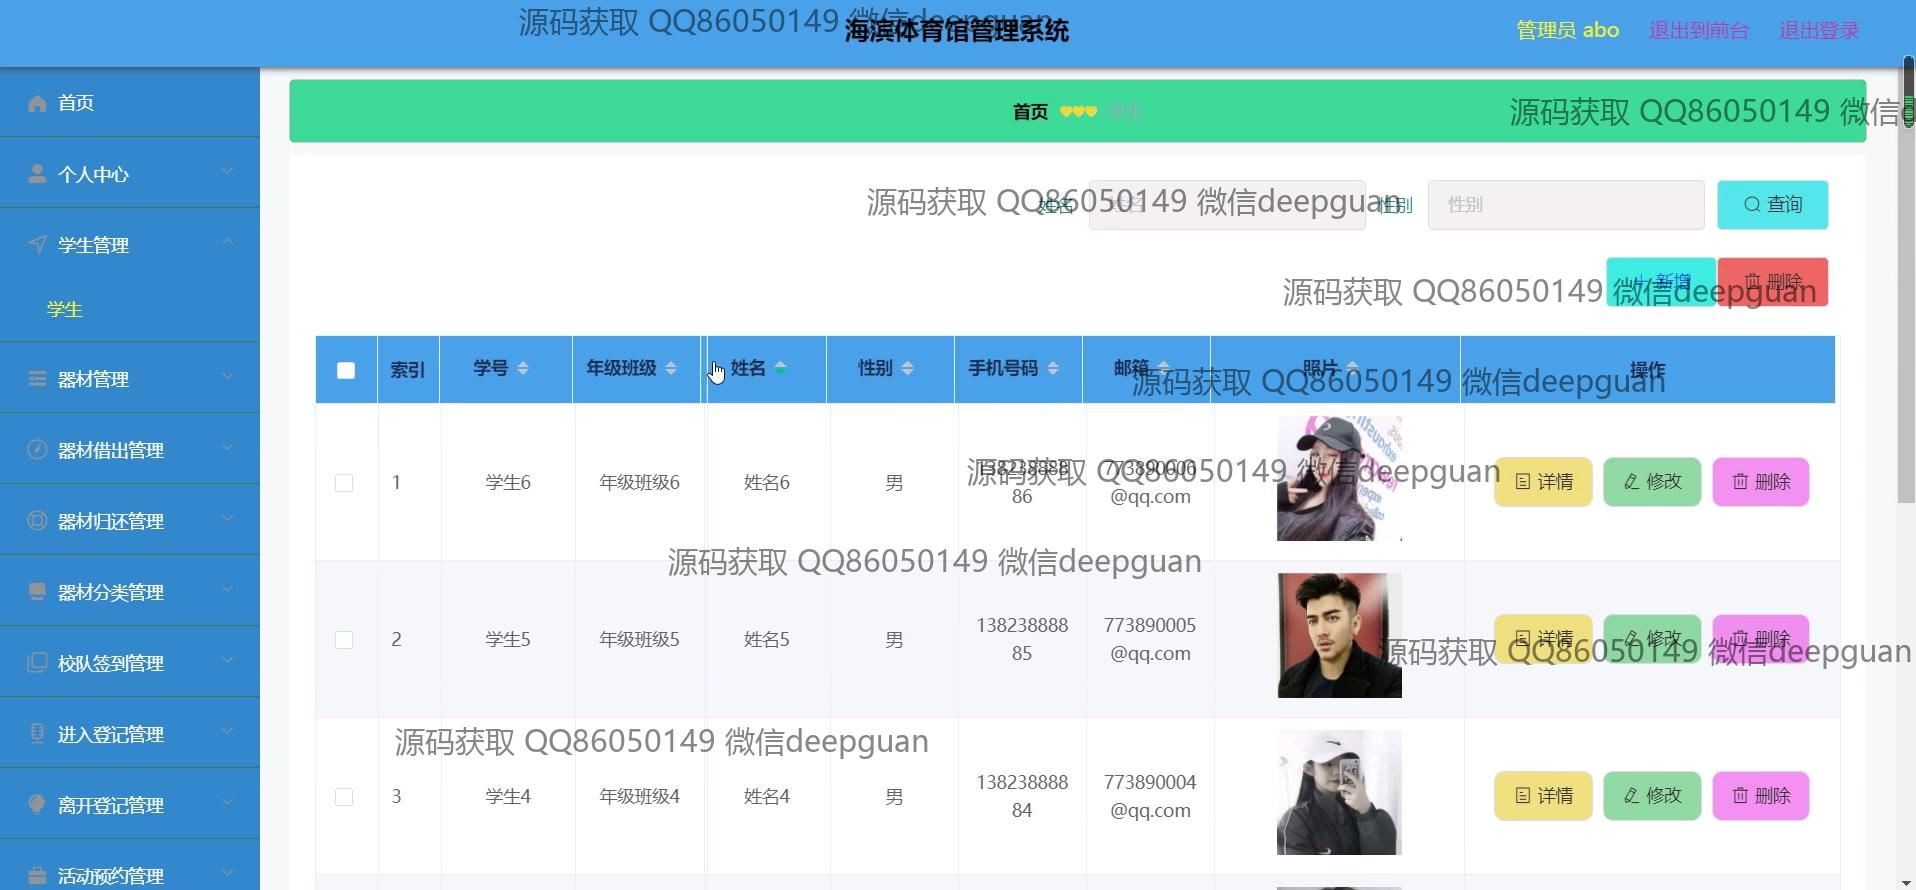 源码获取 QQ86050149 微信deepguan
海滨体育馆管理系统
管理员 abo 退出到前台 退出登录
首页
首页 学生
源码获取 QQ86050149 微信d
个人中心
姓名 姓名 性别 性别 查询
源码获取 QQ86050149 微信deepguan
学生管理
新增 删除
源码获取 QQ86050149 微信deepguan
学生
索引 学号 年级班级 姓名 性别 手机号码 邮箱 照片 操作
源码获取 QQ86050149 微信deepguan
器材管理
器材借出管理
1 学生6 年级班级6 姓名6 男 13823888886 773890006@qq.com 详情 修改 删除
源码获取 QQ86050149 微信deepguan
器材归还管理
源码获取 QQ86050149 微信deepguan
器材分类管理
2 学生5 年级班级5 姓名5 男 13823888885 773890005@qq.com 详情 修改 删除
源码获取 QQ86050149 微信deepguan
校队签到管理
进入登记管理
源码获取 QQ86050149 微信deepguan
3 学生4 年级班级4 姓名4 男 13823888884 773890004@qq.com 详情 修改 删除
离开登记管理
活动预约管理